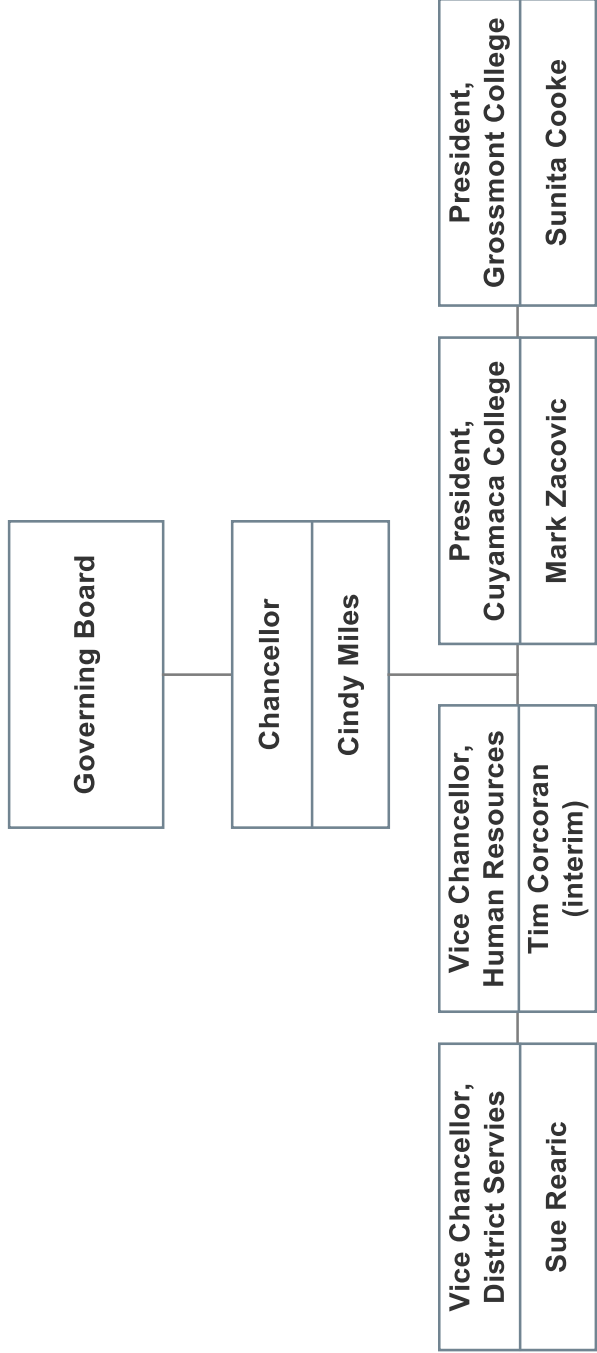 Governing Board
Chancellor
Cindy Miles
Vice Chancellor,
District Servies
Sue Rearic
Vice Chancellor,
Human Resources
Tim Corcoran
(interim)
President,
Cuyamaca College
Mark Zacovic
President,
Grossmont College
Sunita Cooke